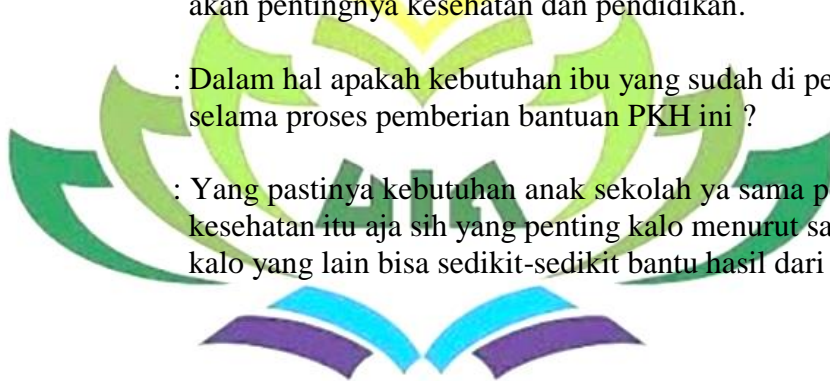 akan pentingnya kesehatan dan pendidikan.
: Dalam hal apakah kebutuhan ibu yang sudah di pe
selama proses pemberian bantuan PKH ini ?
: Yang pastinya kebutuhan anak sekolah ya sama p
kesehatan itu aja sih yang penting kalo menurut sa
kalo yang lain bisa sedikit-sedikit bantu hasil dari
UIN